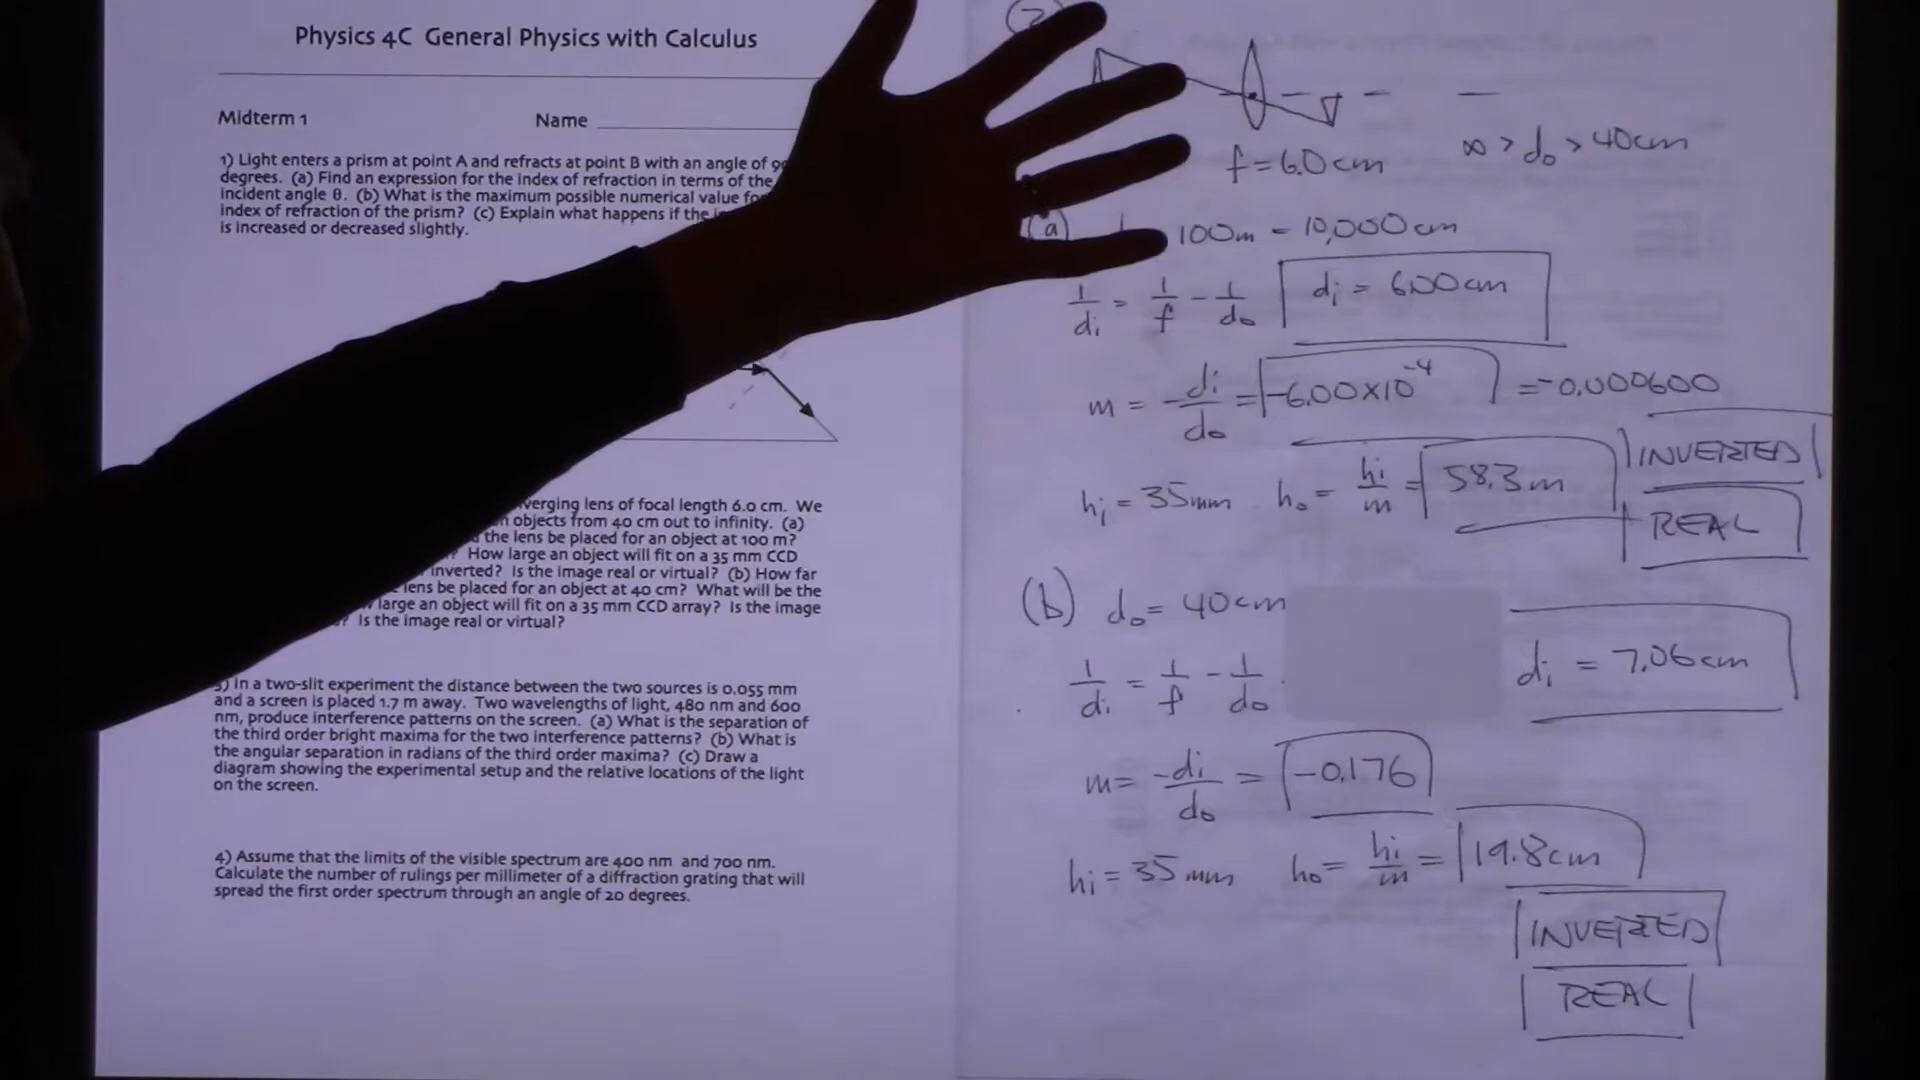 Physics 4C General Physics with Calculus
Midterm 1 Name
1) Light enters a prism at point A and refracts at point B with an angle of
degrees. (a) Find an expression for the index of refraction in terms of the
incident angle θ. (b) What is the maximum possible numerical value
index of refraction of the prism? (c) Explain what happens if the
is increased or decreased slightly.
lens of focal length 6.0 cm. We
objects from 40 cm out to infinity. (a)
the lens be placed for an object at 100 m?
How large an object will fit on a 35 mm CCD
inverted? Is the image real or virtual? (b) How far
lens be placed for an object at 40 cm? What will be the
large an object will fit on a 35 mm CCD array? Is the image
Is the image real or virtual?
3) In a two-slit experiment the distance between the two sources is 0.055 mm
and a screen is placed 1.7 m away. Two wavelengths of light, 480 nm and 600
nm, produce interference patterns on the screen. (a) What is the separation of
the third order bright maxima for the two interference patterns? (b) What is
the angular separation in radians of the third order maxima? (c) Draw a
diagram showing the experimental setup and the relative locations of the light
on the screen.
4) Assume that the limits of the visible spectrum are 400 nm and 700 nm.
Calculate the number of rulings per millimeter of a diffraction grating that will
spread the first order spectrum through an angle of 20 degrees.
f = 6.0cm ∞ > do > 40cm
(a) 100m = 10,000cm
1/di = 1/f - 1/do di = 6.00cm
m = -di/do = -6.00×10^-4 = -0.000600
hi = 35mm ho = hi/m = 58.3m INVERTED
REAL
(b) do = 40cm
1/di = 1/f - 1/do di = 7.06cm
m = -di/do = -0.176
hi = 35mm ho = hi/m = 19.8cm
INVERTED
REAL